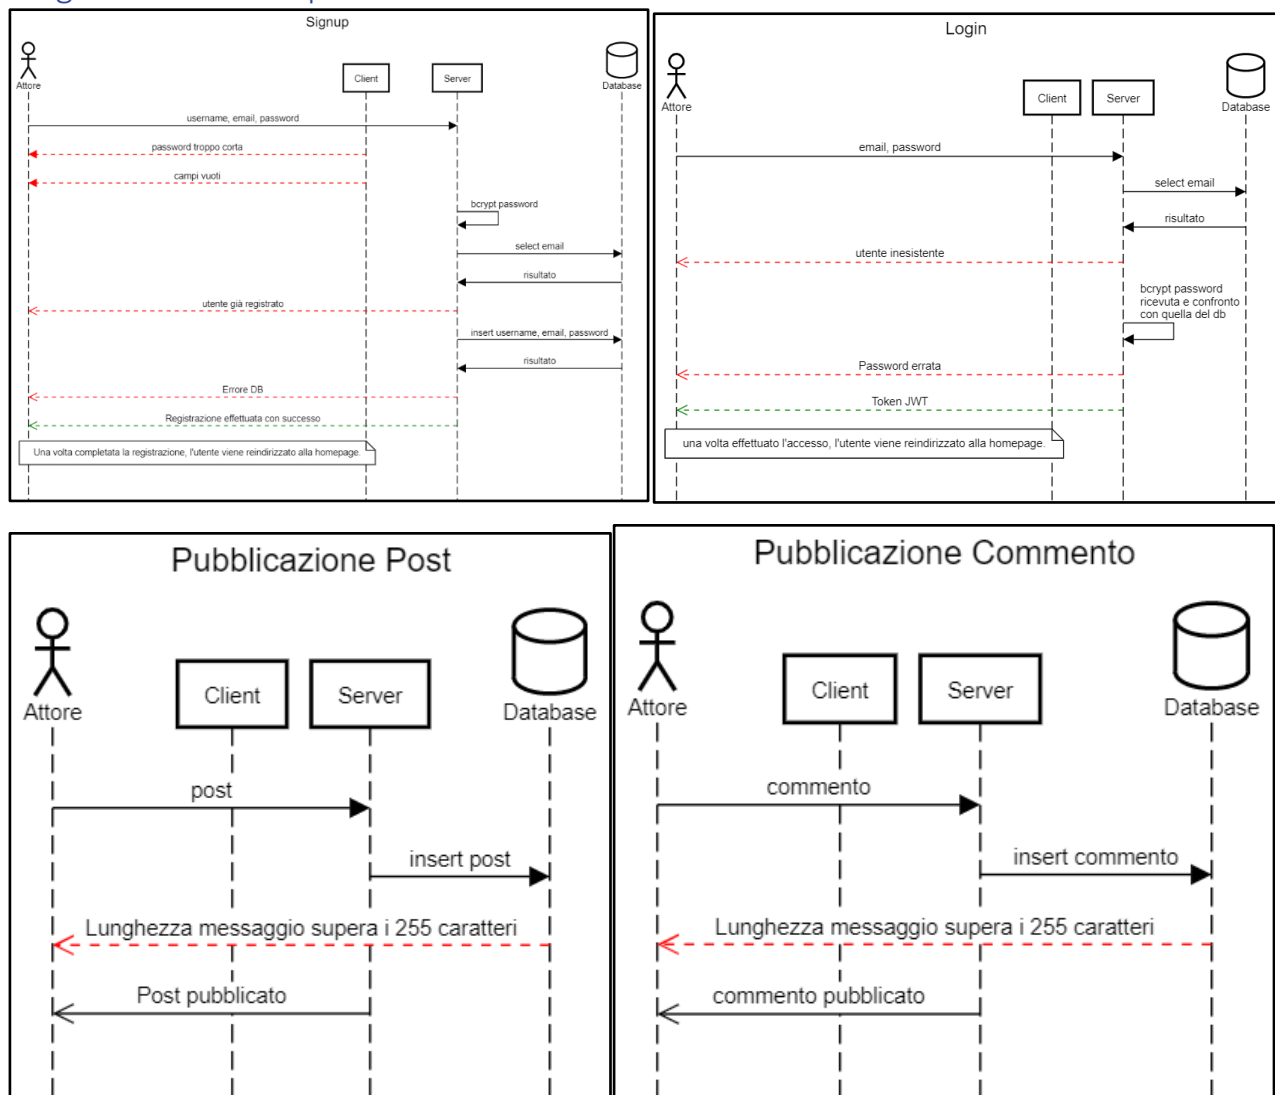 Signup
Attore
Client
Server
Database
username, email, password
password troppo corta
campi vuoti
bcrypt password
select email
risultato
utente già registrato
insert username, email, password
risultato
Errore DB
Registrazione effettuata con successo
Una volta completata la registrazione, l'utente viene reindirizzato alla homepage.
Login
Attore
Client
Server
Database
email, password
select email
risultato
utente inesistente
bcrypt password
ricevuta e confronto
con quella del db
Password errata
Token JWT
una volta effettuato l'accesso, l'utente viene reindirizzato alla homepage.
Pubblicazione Post
Attore
Client
Server
Database
post
insert post
Lunghezza messaggio supera i 255 caratteri
Post pubblicato
Pubblicazione Commento
Attore
Client
Server
Database
commento
insert commento
Lunghezza messaggio supera i 255 caratteri
commento pubblicato